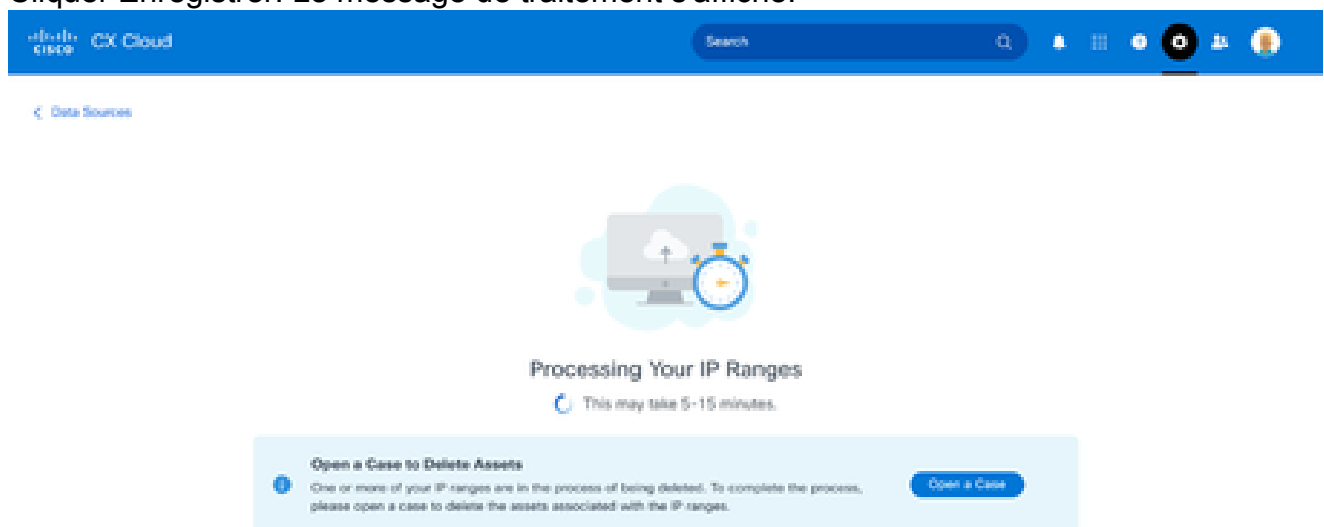 Cliquer Enregistrer. Le message de traitement s'affiche.
CISCO CX Cloud Search
Data Sources
Processing Your IP Ranges
This may take 5-15 minutes.
Open a Case to Delete Assets
One or more of your IP ranges are in the process of being deleted. To complete the process,
please open a case to delete the assets associated with the IP ranges.
Open a Case